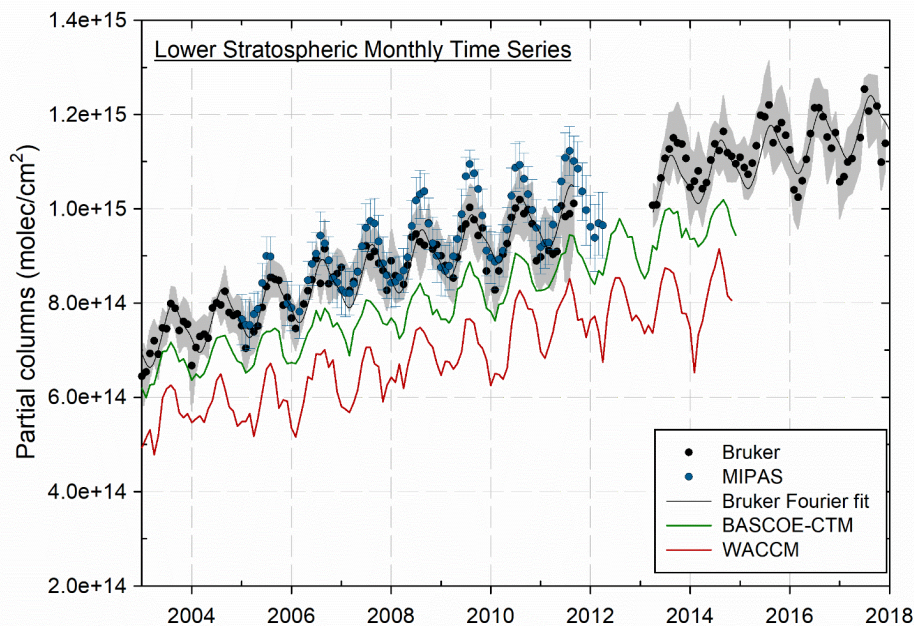 Lower Stratospheric Monthly Time Series
Partial columns (molec/cm²)
1.4e+15
1.2e+15
1.0e+15
8.0e+14
6.0e+14
4.0e+14
2.0e+14
2004 2006 2008 2010 2012 2014 2016 2018
Bruker
MIPAS
Bruker Fourier fit
BASCOE-CTM
WACCM